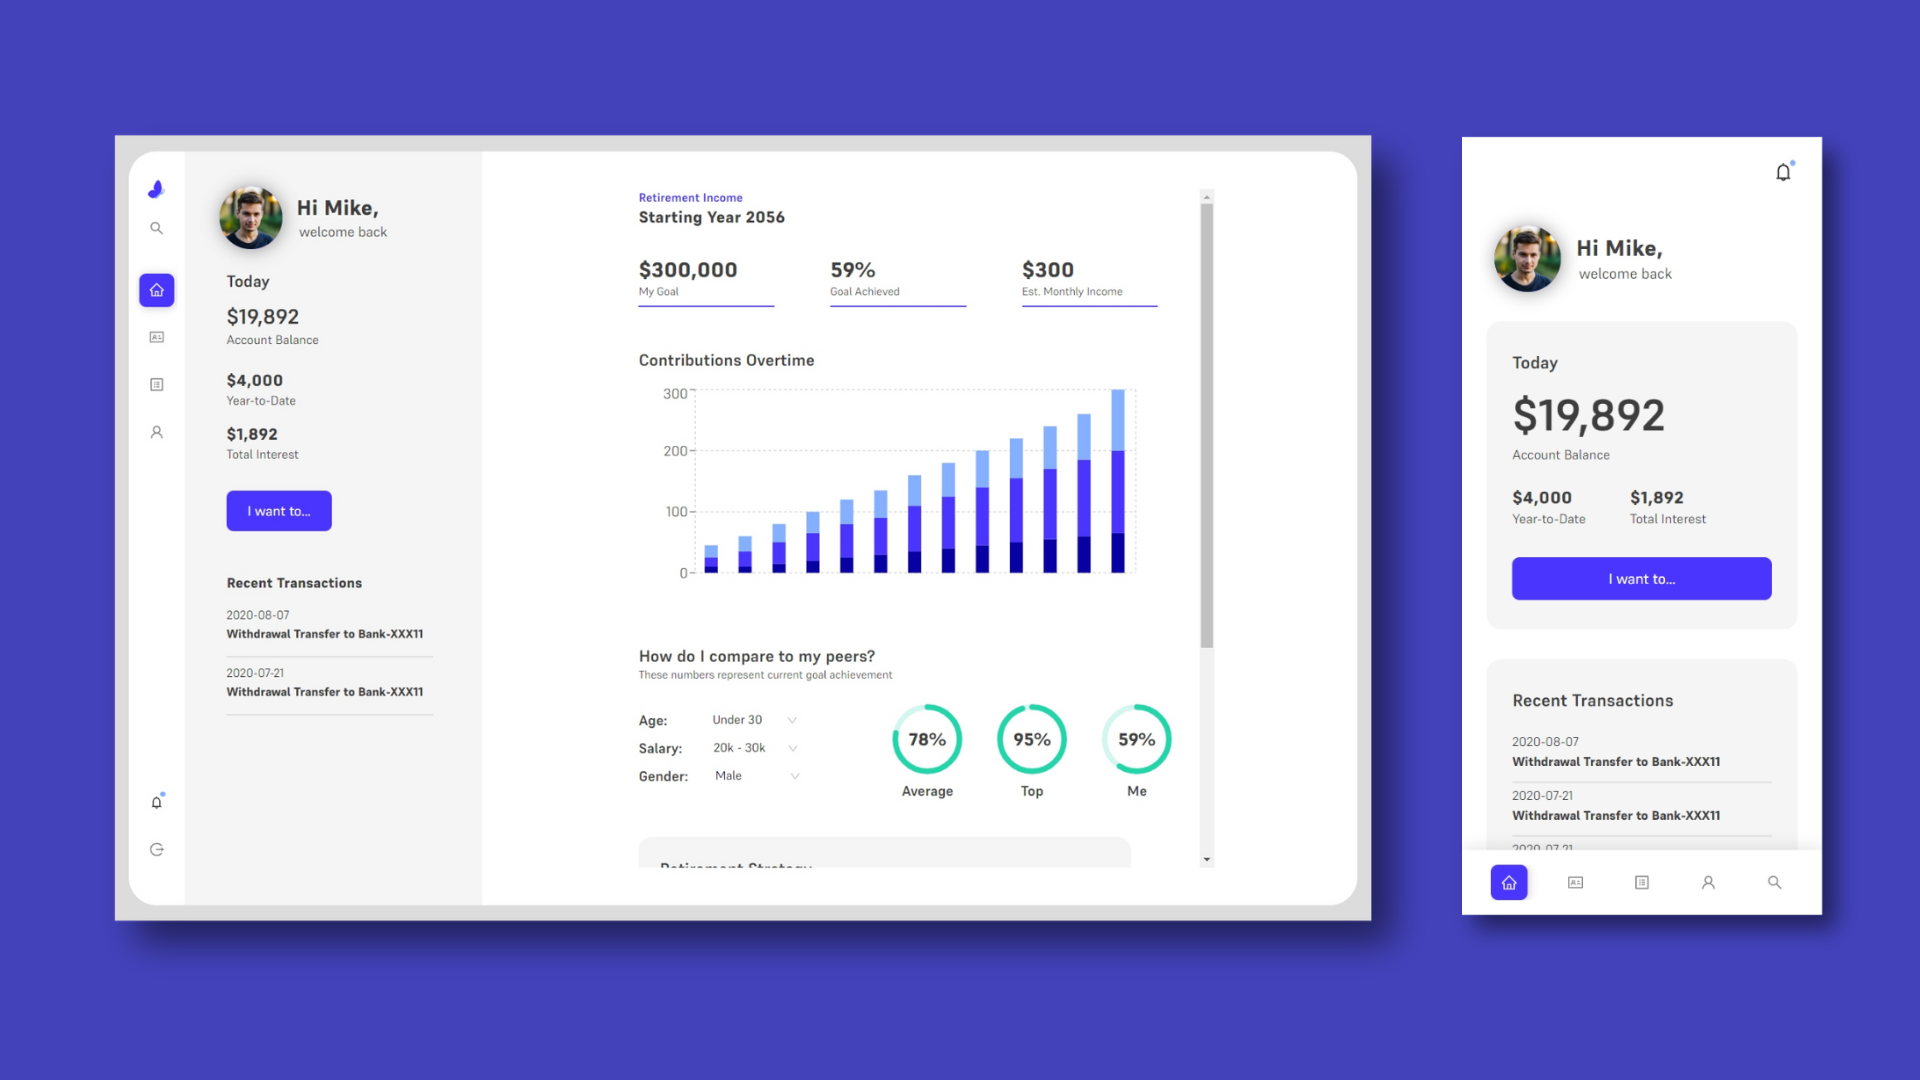 Hi Mike,
welcome back
Today
$19,892
Account Balance
$4,000
Year-to-Date
$1,892
Total Interest
I want to...
Recent Transactions
2020-08-07
Withdrawal Transfer to Bank-XXX11
2020-07-21
Withdrawal Transfer to Bank-XXX11
Retirement Income
Starting Year 2056
$300,000
My Goal
59%
Goal Achieved
$300
Est. Monthly Income
Contributions Overtime
300
200
100
0
How do I compare to my peers?
These numbers represent current goal achievement
Age: Under 30
Salary: 20k - 30k
Gender: Male
78%
Average
95%
Top
59%
Me
Retirement Strategy
Hi Mike,
welcome back
Today
$19,892
Account Balance
$4,000
Year-to-Date
$1,892
Total Interest
I want to...
Recent Transactions
2020-08-07
Withdrawal Transfer to Bank-XXX11
2020-07-21
Withdrawal Transfer to Bank-XXX11
2020-07-21